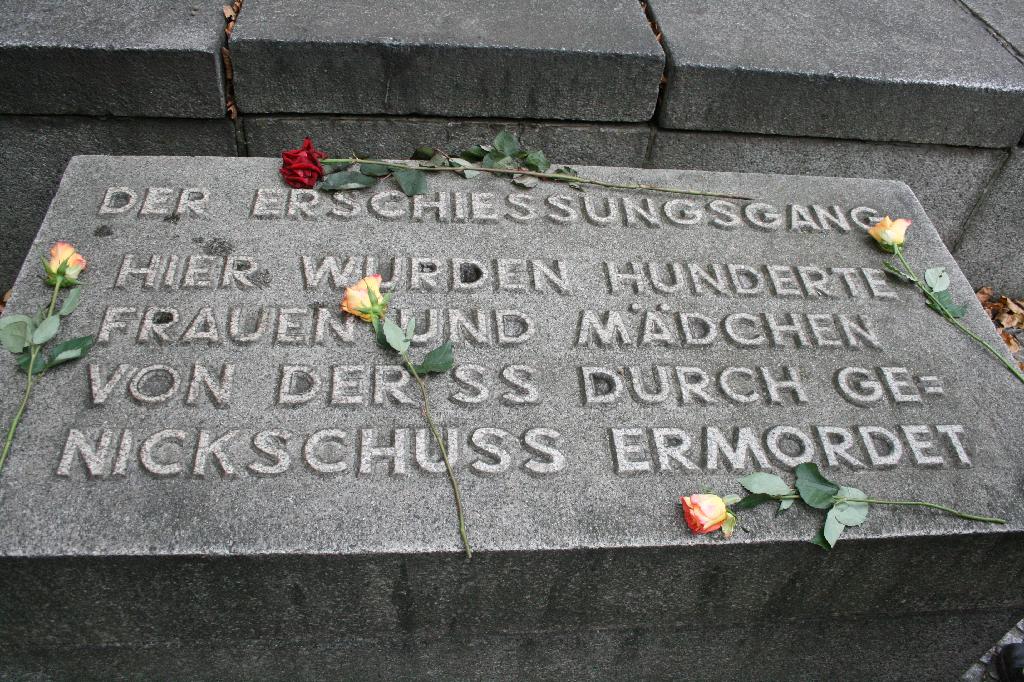 DER ERSCHIESSUNGSGANG
HIER WURDEN HUNDERTE
FRAUEN UND MÄDCHEN
VON DER SS DURCH GE=
NICKSCHUSS ERMORDET